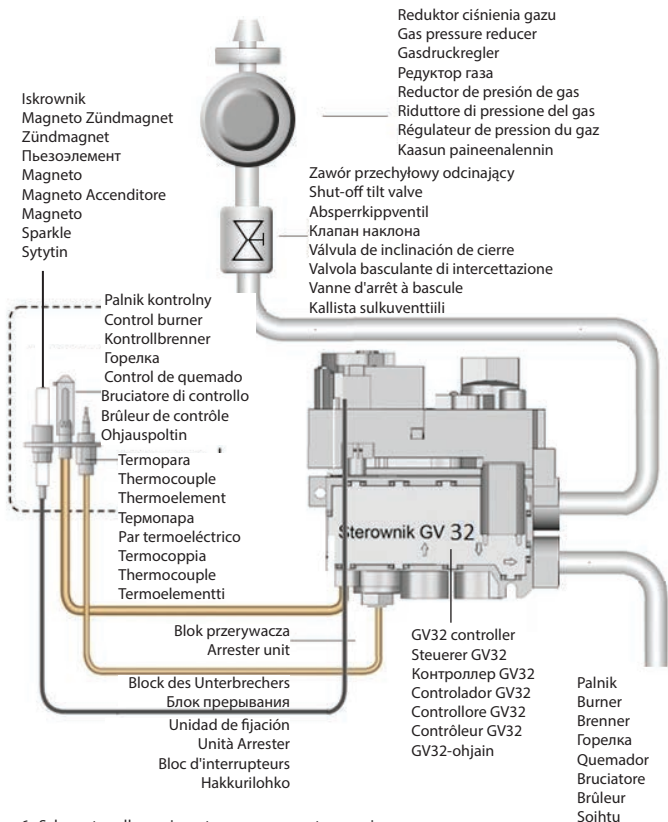 Reduktor ciśnienia gazu
Gas pressure reducer
Gasdruckregler
Редуктор газа
Reductor de presión de gas
Riduttore di pressione del gas
Régulateur de pression du gaz
Kaasun paineenalennin
Iskrownik
Magneto Zündmagnet
Zündmagnet
Пьезоэлемент
Magneto
Magneto Accenditore
Magneto
Sparkle
Sytytin
Zawór przechyłowy odcinający
Shut-off tilt valve
Absperrkippventil
Клапан наклона
Válvula de inclinación de cierre
Valvola basculante di intercettazione
Vanne d'arrêt à bascule
Kallista sulkuventtiili
Palnik kontrolny
Control burner
Kontrollbrenner
Горелка
Control de quemado
Bruciatore di controllo
Brûleur de contrôle
Ohjauspoltin
Termopara
Thermocouple
Thermoelement
Термопара
Par termoeléctrico
Termocoppia
Thermocouple
Termoelementti
Sterownik GV 32
Blok przerywacza
Arrester unit
Block des Unterbrechers
Блок прерывания
Unidad de fijación
Unità Arrester
Bloc d'interrupteurs
Hakkurilohko
GV32 controller
Steuerer GV32
Контроллер GV32
Controlador GV32
Controllore GV32
Contrôleur GV32
GV32-ohjain
Palnik
Burner
Brenner
Горелка
Quemador
Bruciatore
Brûleur
Soihtu